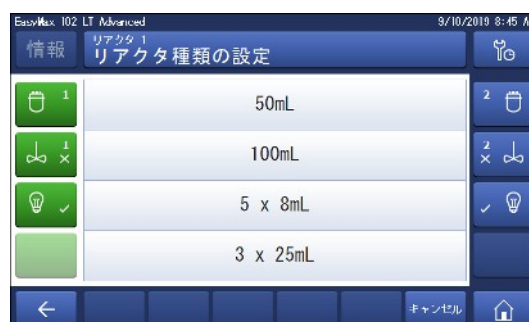 EasyMax 102 LT Advanced
9/10/2019 8:45 A
情報
リアクタ 1
リアクタ種類の設定
1
50mL
2
1
100mL
2
5 x 8mL
3 x 25mL
キャンセル